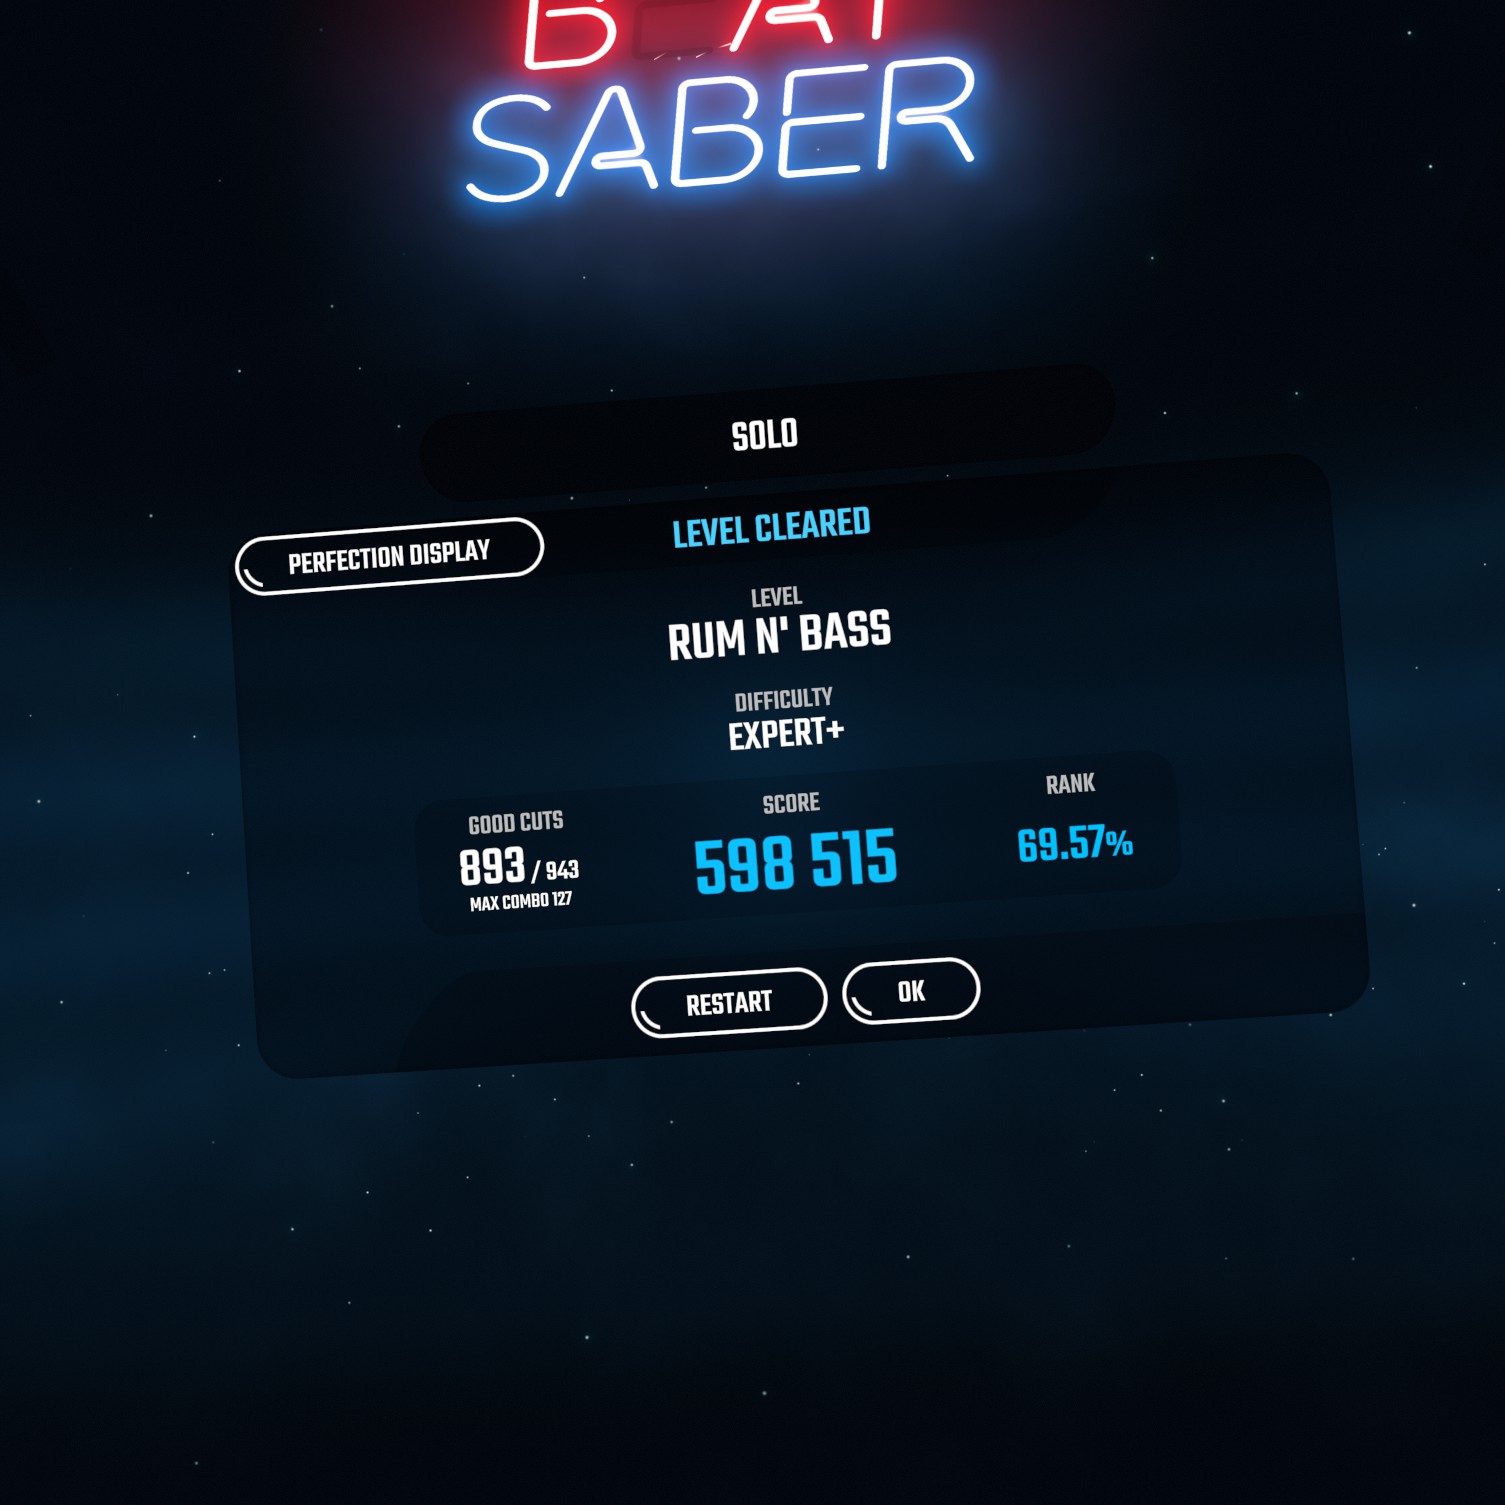 B AT
SABER
SOLO
PERFECTION DISPLAY
LEVEL CLEARED
LEVEL
RUM N' BASS
DIFFICULTY
EXPERT+
GOOD CUTS
893 / 943
MAX COMBO 127
SCORE
598 515
RANK
69.57%
RESTART
OK